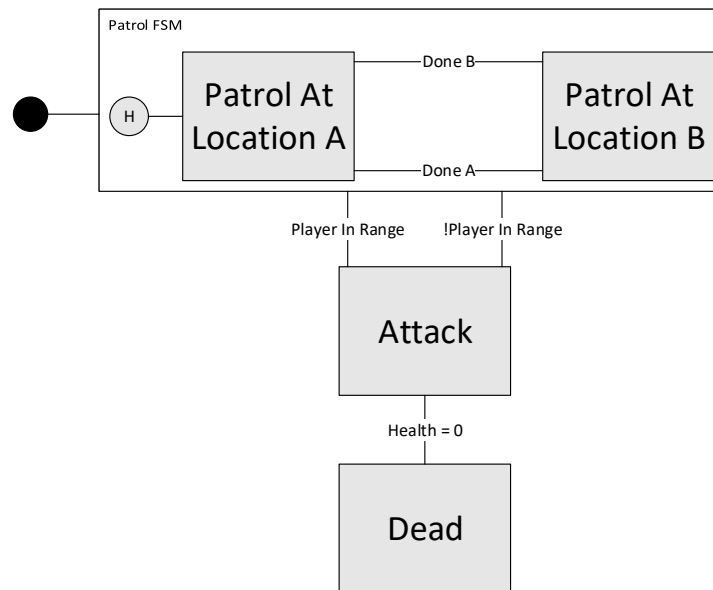 Patrol FSM
H
Patrol At
Location A
Done B
Done A
Patrol At
Location B
Player In Range
!Player In Range
Attack
Health = 0
Dead